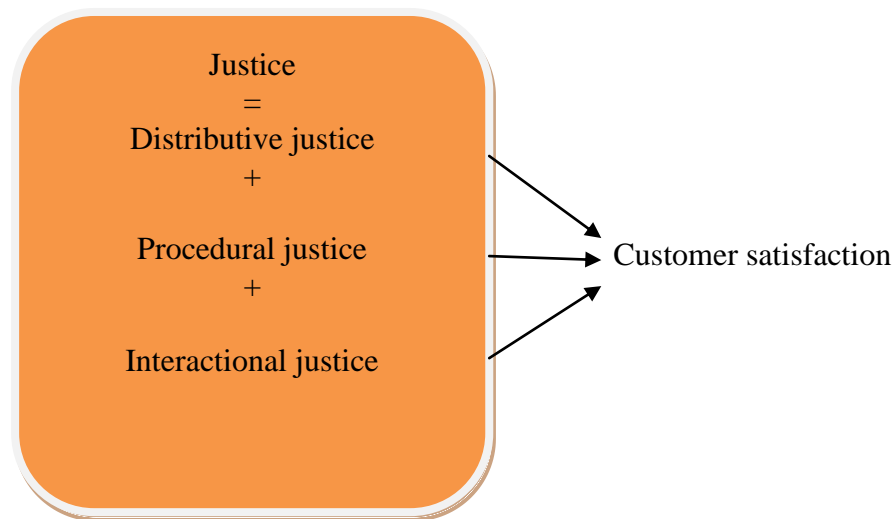 Justice
=
Distributive justice
+
Procedural justice
+
Interactional justice
Customer satisfaction